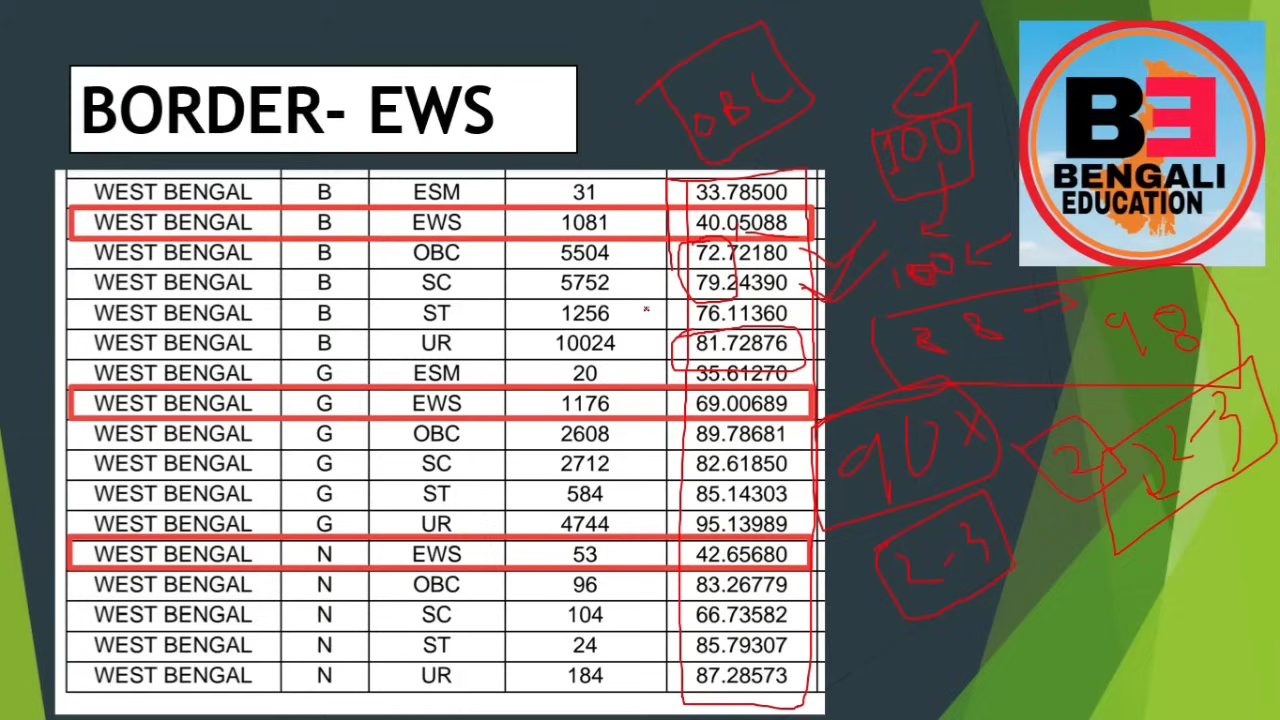 BORDER- EWS
WEST BENGAL B ESM 31 33.78500
WEST BENGAL B EWS 1081 40.05088
WEST BENGAL B OBC 5504 72.72180
WEST BENGAL B SC 5752 79.24390
WEST BENGAL B ST 1256 76.11360
WEST BENGAL B UR 10024 81.72876
WEST BENGAL G ESM 20 35.61270
WEST BENGAL G EWS 1176 69.00689
WEST BENGAL G OBC 2608 89.78681
WEST BENGAL G SC 2712 82.61850
WEST BENGAL G ST 584 85.14303
WEST BENGAL G UR 4744 95.13989
WEST BENGAL N EWS 53 42.65680
WEST BENGAL N OBC 96 83.26779
WEST BENGAL N SC 104 66.73582
WEST BENGAL N ST 24 85.79307
WEST BENGAL N UR 184 87.28573
OBC
100
98
2-3
BE
BENGALI
EDUCATION